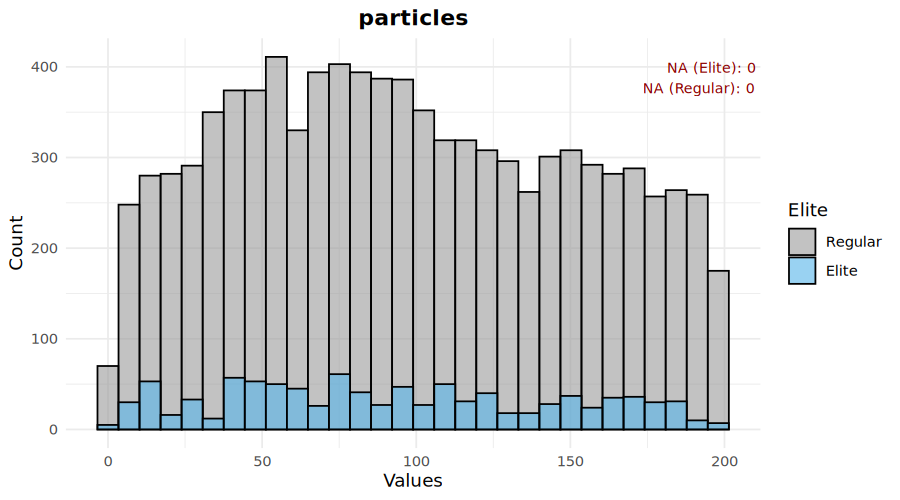 particles
NA (Elite): 0
NA (Regular): 0
400
300
200
100
0
Count
0 50 100 150 200
Values
Elite
Regular
Elite